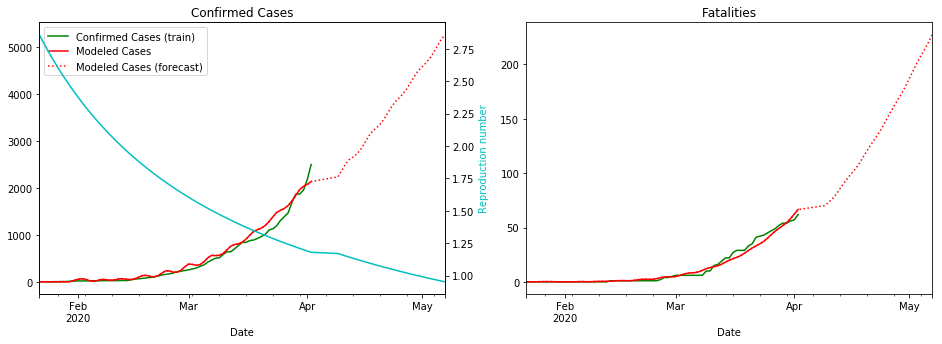 Confirmed Cases
Confirmed Cases (train)
Modeled Cases
Modeled Cases (forecast)
5000
4000
3000
2000
1000
0
2.75
2.50
2.25
2.00
1.75
1.50
1.25
1.00
Reproduction number
Feb
2020
Mar
Apr
May
Date
Fatalities
200
150
100
50
0
Feb
2020
Mar
Apr
May
Date